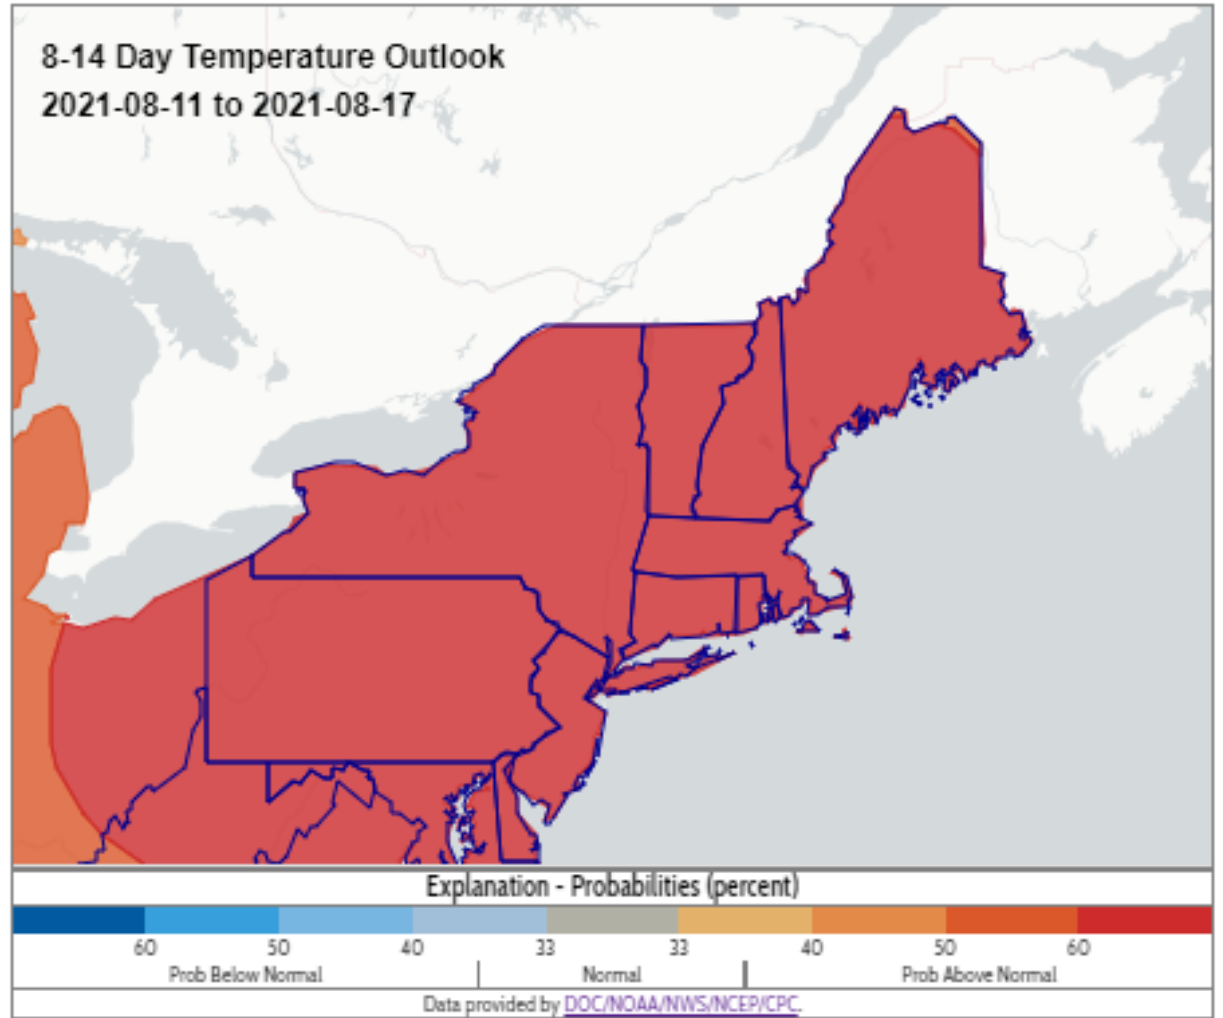 8-14 Day Temperature Outlook
2021-08-11 to 2021-08-17
Explanation - Probabilities (percent)
60 50 40 33 33 40 50 60
Prob Below Normal | Normal | Prob Above Normal
Data provided by DOC/NOAA/NWS/NCEP/CPC.